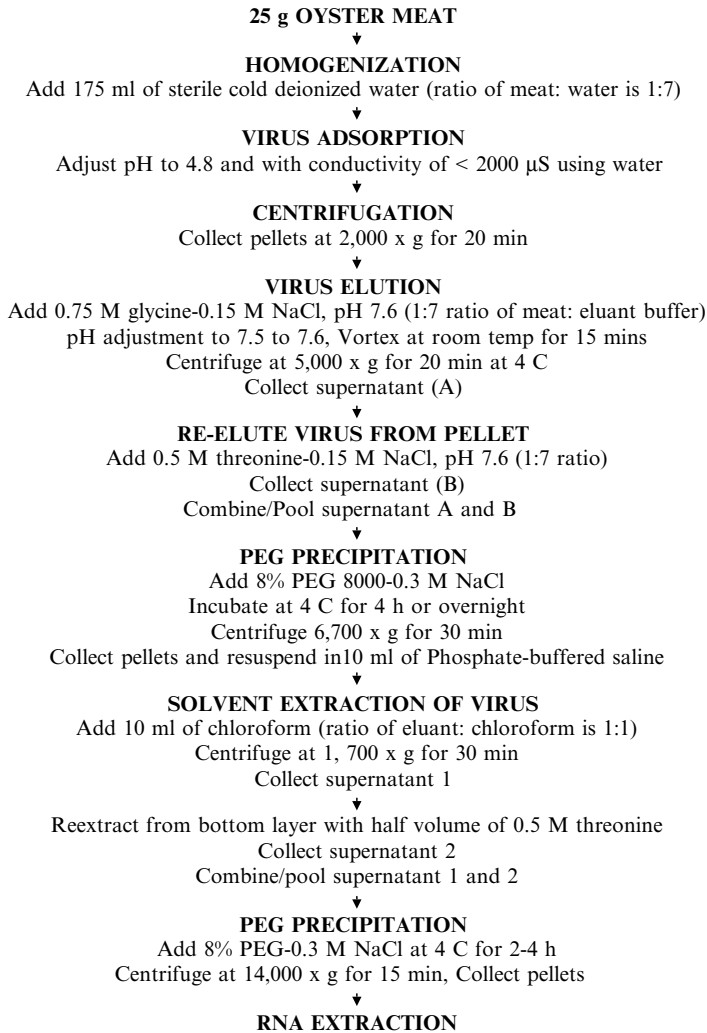 25 g OYSTER MEAT
HOMOGENIZATION
Add 175 ml of sterile cold deionized water (ratio of meat: water is 1:7)
VIRUS ADSORPTION
Adjust pH to 4.8 and with conductivity of < 2000 μS using water
CENTRIFUGATION
Collect pellets at 2,000 x g for 20 min
VIRUS ELUTION
Add 0.75 M glycine-0.15 M NaCl, pH 7.6 (1:7 ratio of meat: eluant buffer)
pH adjustment to 7.5 to 7.6, Vortex at room temp for 15 mins
Centrifuge at 5,000 x g for 20 min at 4 C
Collect supernatant (A)
RE-ELUTE VIRUS FROM PELLET
Add 0.5 M threonine-0.15 M NaCl, pH 7.6 (1:7 ratio)
Collect supernatant (B)
Combine/Pool supernatant A and B
PEG PRECIPITATION
Add 8% PEG 8000-0.3 M NaCl
Incubate at 4 C for 4 h or overnight
Centrifuge 6,700 x g for 30 min
Collect pellets and resuspend in10 ml of Phosphate-buffered saline
SOLVENT EXTRACTION OF VIRUS
Add 10 ml of chloroform (ratio of eluant: chloroform is 1:1)
Centrifuge at 1, 700 x g for 30 min
Collect supernatant 1
Reextract from bottom layer with half volume of 0.5 M threonine
Collect supernatant 2
Combine/pool supernatant 1 and 2
PEG PRECIPITATION
Add 8% PEG-0.3 M NaCl at 4 C for 2-4 h
Centrifuge at 14,000 x g for 15 min, Collect pellets
RNA EXTRACTION